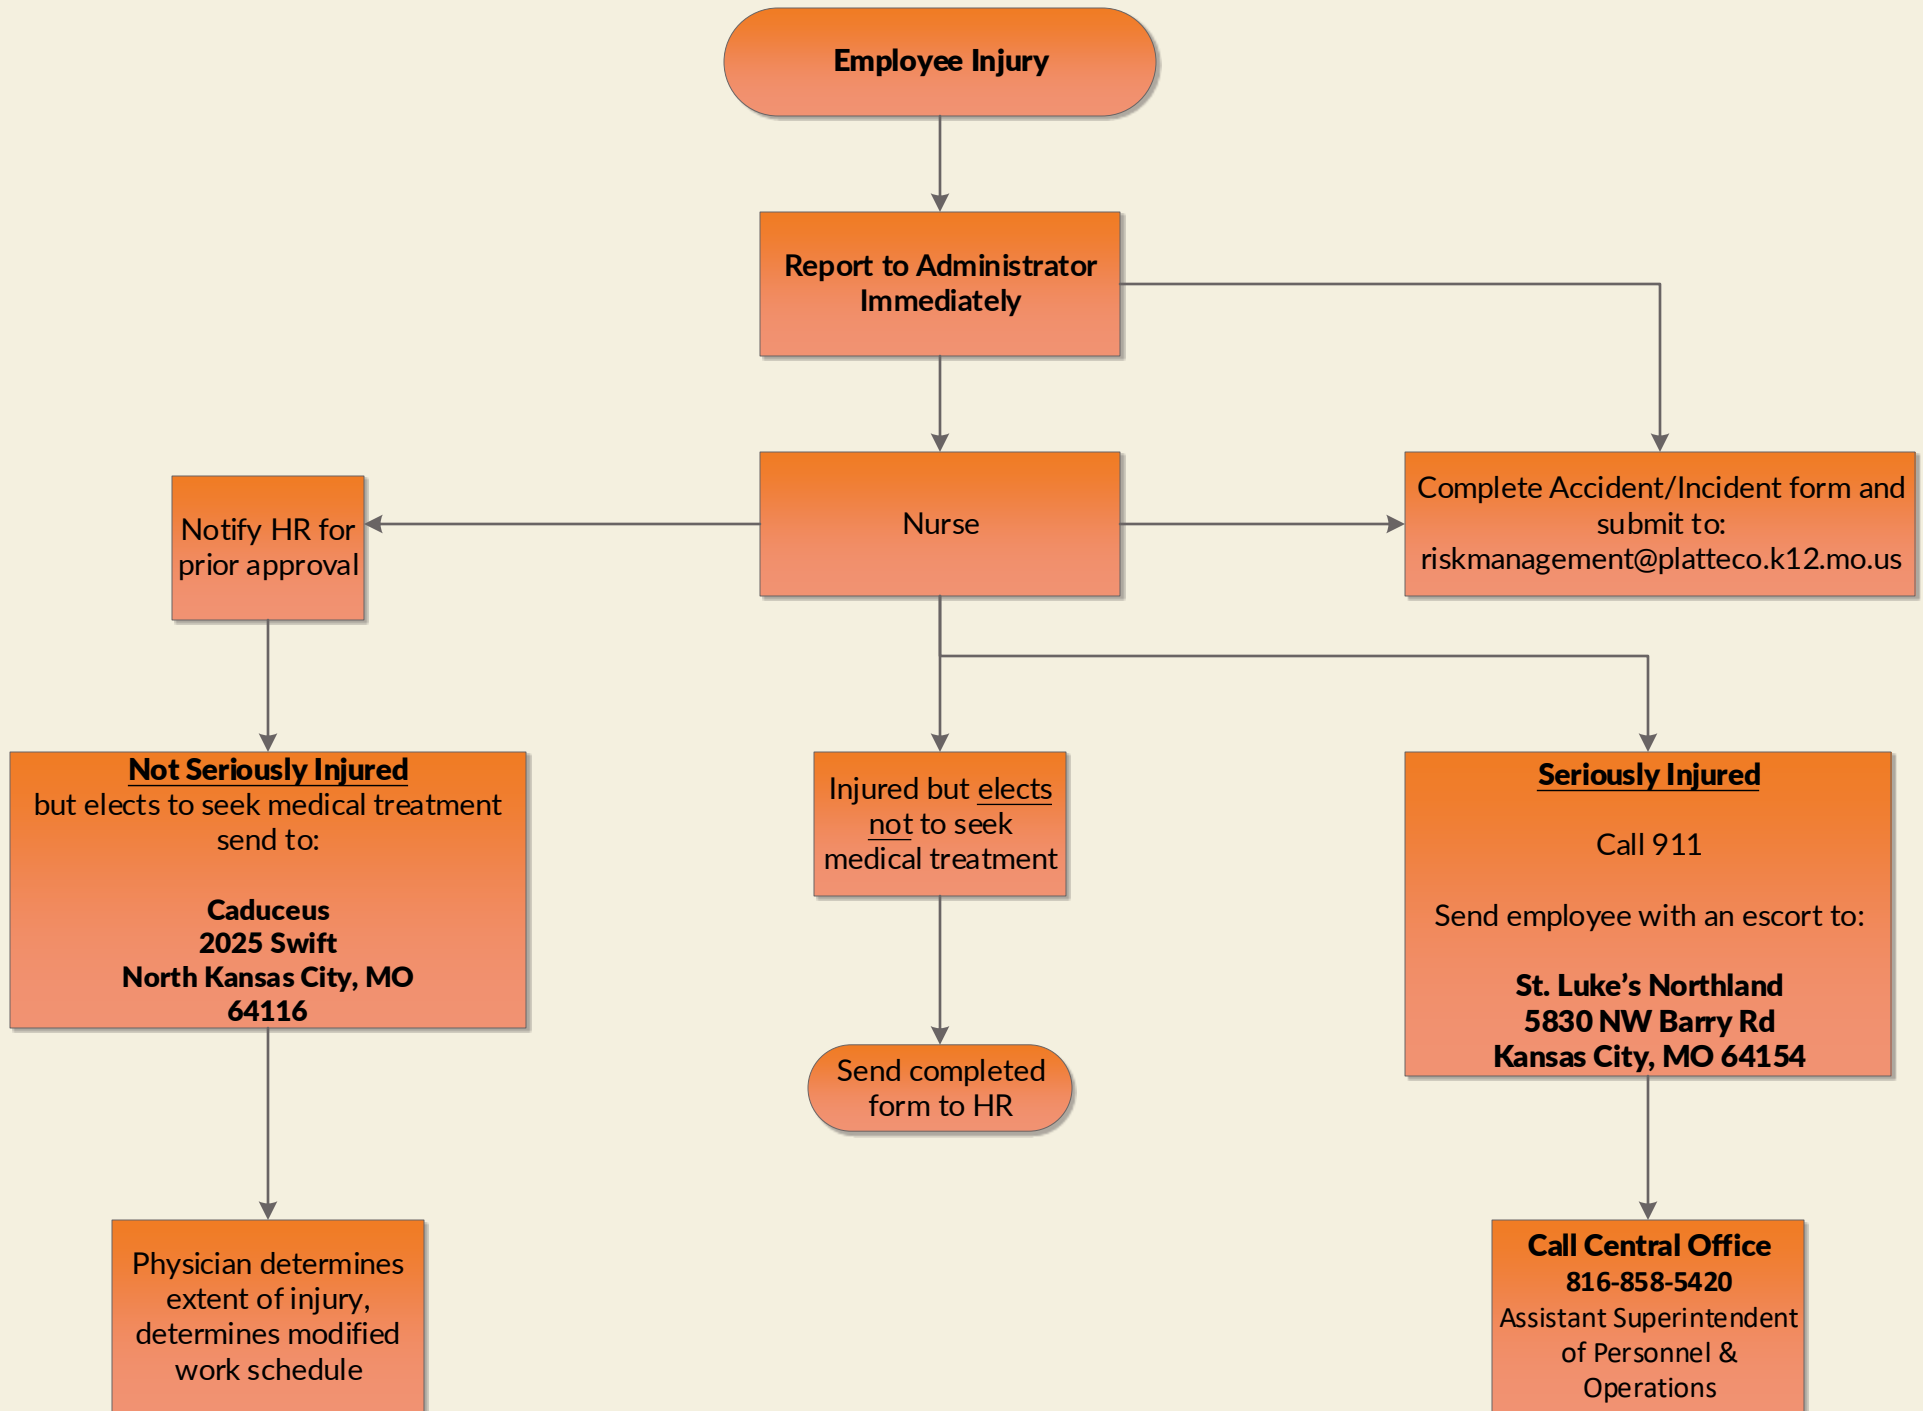 Employee Injury
Report to Administrator
Immediately
Notify HR for
prior approval
Nurse
Complete Accident/Incident form and
submit to:
riskmanagement@platteco.k12.mo.us
Not Seriously Injured
but elects to seek medical treatment
send to:
Caduceus
2025 Swift
North Kansas City, MO
64116
Injured but elects
not to seek
medical treatment
Seriously Injured
Call 911
Send employee with an escort to:
St. Luke’s Northland
5830 NW Barry Rd
Kansas City, MO 64154
Send completed
form to HR
Physician determines
extent of injury,
determines modified
work schedule
Call Central Office
816-858-5420
Assistant Superintendent
of Personnel &
Operations